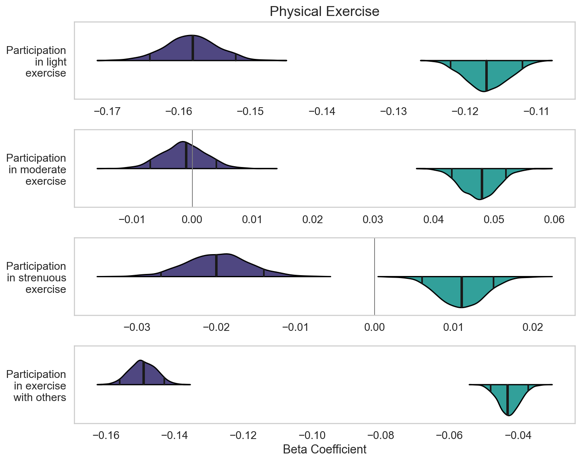 Physical Exercise
Participation
in light
exercise
−0.17 −0.16 −0.15 −0.14 −0.13 −0.12 −0.11
Participation
in moderate
exercise
−0.01 0.00 0.01 0.02 0.03 0.04 0.05 0.06
Participation
in strenuous
exercise
−0.03 −0.02 −0.01 0.00 0.01 0.02
Participation
in exercise
with others
−0.16 −0.14 −0.12 −0.10 −0.08 −0.06 −0.04
Beta Coefficient